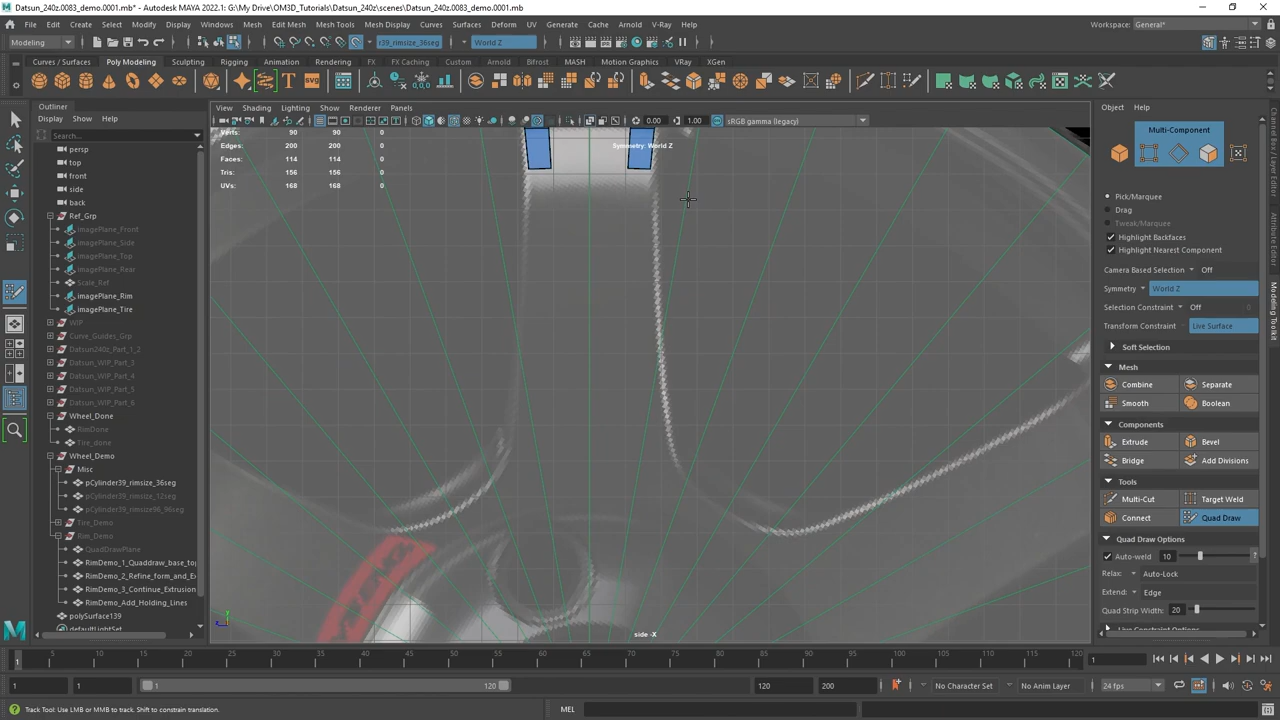 Datsun_240z.0083_demo.0001.mb* - Autodesk MAYA 2022.1: G:\My Drive\OM3D_Tutorials\Datsun_240z\scenes\Datsun_240z.0083_demo.0001.mb
File Edit Create Select Modify Display Windows Mesh Edit Mesh Mesh Tools Mesh Display Curves Surfaces Deform UV Generate Cache Arnold V-Ray Help Workspace: General*
Modeling r39_rimsize_36seg World Z
Curves / Surfaces Poly Modeling Sculpting Rigging Animation Rendering FX FX Caching Custom Arnold Bifrost MASH Motion Graphics VRay XGen
Outliner
Display Show Help
Search...
persp
top
front
side
back
Ref_Grp
imagePlane_Front
imagePlane_Side
imagePlane_Top
imagePlane_Rear
Scale_Ref
imagePlane_Rim
imagePlane_Tire
WIP
Curve_Guides_Grp
Datsun240z_Part_1_2
Datsun_WIP_Part_3
Datsun_WIP_Part_4
Datsun_WIP_Part_5
Datsun_WIP_Part_6
Wheel_Done
RimDone
Tire_done
Wheel_Demo
Misc
pCylinder39_rimsize_36seg
pCylinder39_rimsize_12seg
pCylinder39_rimsize96_96seg
Tire_Demo
Rim_Demo
QuadDrawPlane
RimDemo_1_Quaddraw_base_to
RimDemo_2_Refine_form_and_E
RimDemo_3_Continue_Extrusion
RimDemo_Add_Holding_Lines
polySurface139
defaultLightSet
View Shading Lighting Show Renderer Panels
0.00 1.00 sRGB gamma (legacy)
Verts: 90 90 0
Edges: 200 200 0
Faces: 114 114 0
Tris: 156 156 0
UVs: 168 168 0
Symmetry: World Z
side -X
Object Help
Multi-Component
Pick/Marquee
Drag
Tweak/Marquee
Highlight Backfaces
Highlight Nearest Component
Camera Based Selection Off
Symmetry World Z
Selection Constraint Off
Transform Constraint Live Surface
Soft Selection
Mesh
Combine Separate
Smooth Boolean
Components
Extrude Bevel
Bridge Add Divisions
Tools
Multi-Cut Target Weld
Connect Quad Draw
Quad Draw Options
Auto-weld 10 ?
Relax: Auto-Lock
Extend: Edge
Quad Strip Width: 20
Attribute Editor
Modeling Toolkit
5 10 15 20 25 30 35 40 45 50 55 60 65 70 75 80 85 90 95 100 105 110 115 120
1 1
1 1 1 120 120 200 No Character Set No Anim Layer 24 fps
Track Tool: Use LMB or MMB to track. Shift to constrain translation. MEL